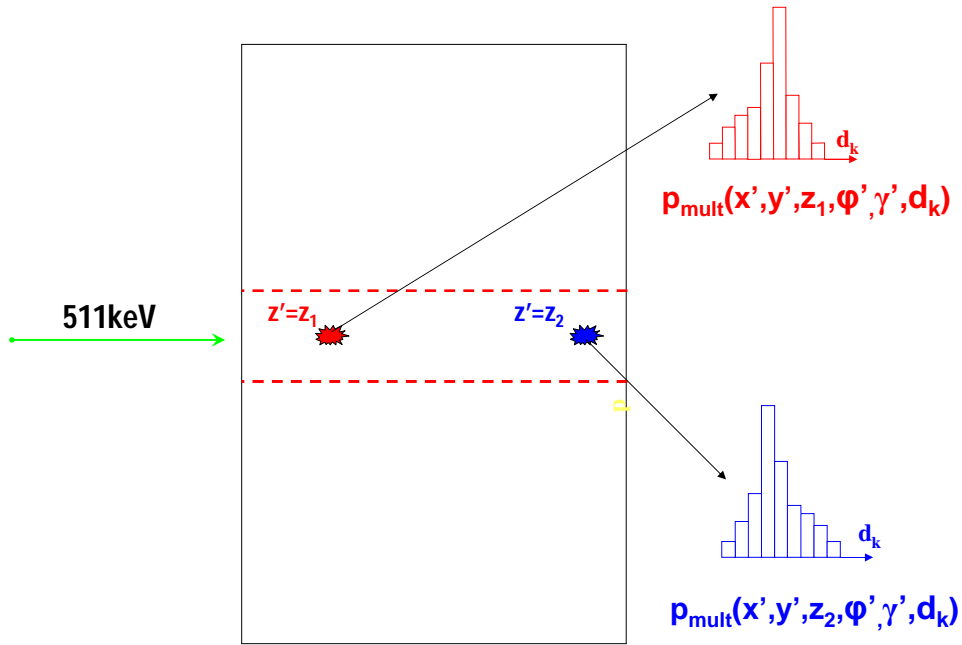 d_k
p_mult(x’,y’,z_1,φ’,γ’,d_k)
z’=z_1
z’=z_2
511keV
p
d_k
p_mult(x’,y’,z_2,φ’,γ’,d_k)